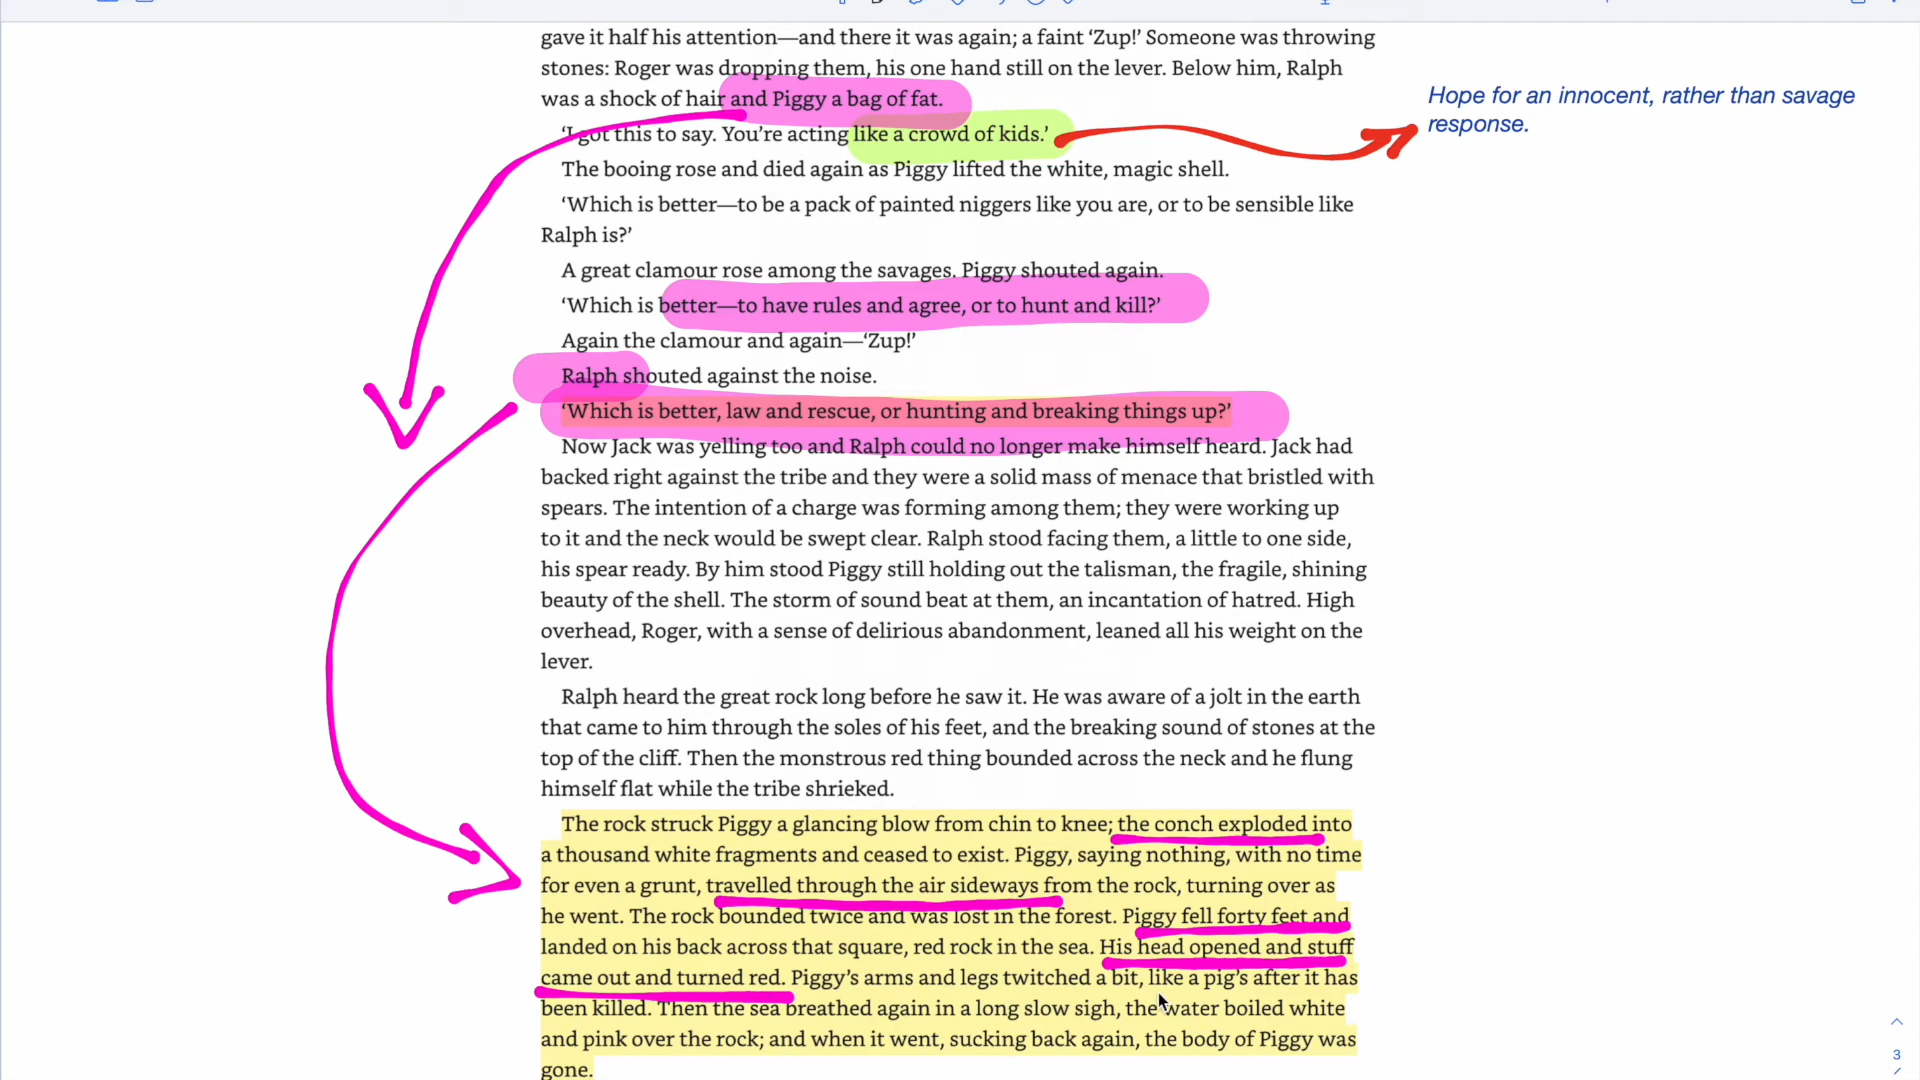 gave it half his attention—and there it was again; a faint ‘Zup!’ Someone was throwing
stones: Roger was dropping them, his one hand still on the lever. Below him, Ralph
was a shock of hair and Piggy a bag of fat.
‘I got this to say. You’re acting like a crowd of kids.’
Hope for an innocent, rather than savage
response.
The booing rose and died again as Piggy lifted the white, magic shell.
‘Which is better—to be a pack of painted niggers like you are, or to be sensible like
Ralph is?’
A great clamour rose among the savages. Piggy shouted again.
‘Which is better—to have rules and agree, or to hunt and kill?’
Again the clamour and again—‘Zup!’
Ralph shouted against the noise.
‘Which is better, law and rescue, or hunting and breaking things up?’
Now Jack was yelling too and Ralph could no longer make himself heard. Jack had
backed right against the tribe and they were a solid mass of menace that bristled with
spears. The intention of a charge was forming among them; they were working up
to it and the neck would be swept clear. Ralph stood facing them, a little to one side,
his spear ready. By him stood Piggy still holding out the talisman, the fragile, shining
beauty of the shell. The storm of sound beat at them, an incantation of hatred. High
overhead, Roger, with a sense of delirious abandonment, leaned all his weight on the
lever.
Ralph heard the great rock long before he saw it. He was aware of a jolt in the earth
that came to him through the soles of his feet, and the breaking sound of stones at the
top of the cliff. Then the monstrous red thing bounded across the neck and he flung
himself flat while the tribe shrieked.
The rock struck Piggy a glancing blow from chin to knee; the conch exploded into
a thousand white fragments and ceased to exist. Piggy, saying nothing, with no time
for even a grunt, travelled through the air sideways from the rock, turning over as
he went. The rock bounded twice and was lost in the forest. Piggy fell forty feet and
landed on his back across that square, red rock in the sea. His head opened and stuff
came out and turned red. Piggy’s arms and legs twitched a bit, like a pig’s after it has
been killed. Then the sea breathed again in a long slow sigh, the water boiled white
and pink over the rock; and when it went, sucking back again, the body of Piggy was
gone.
3